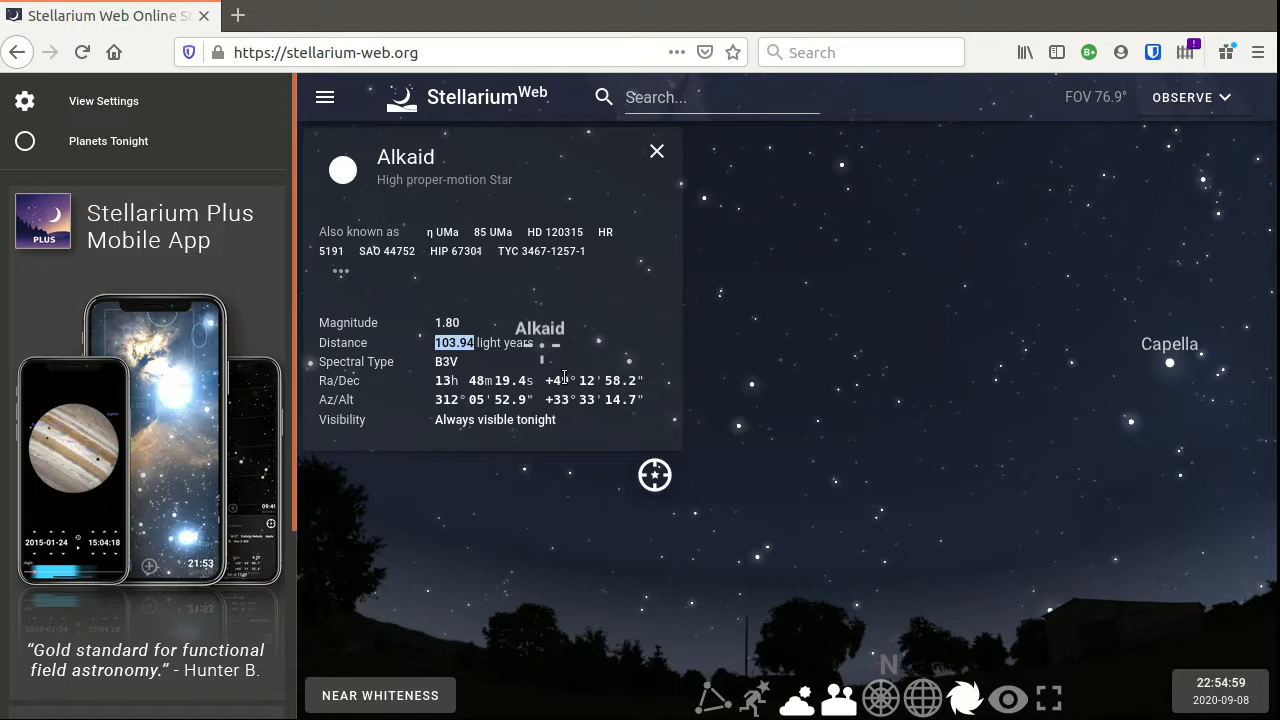 Stellarium Web Online S
https://stellarium-web.org
Search
View Settings
Planets Tonight
PLUS
Stellarium Plus
Mobile App
2015-01-24 15:04:18
21:53
“Gold standard for functional
field astronomy.” - Hunter B.
StellariumWeb
Search...
FOV 76.9°
OBSERVE
Alkaid
High proper-motion Star
Also known as η UMa 85 UMa HD 120315 HR
5191 SAO 44752 HIP 67301 TYC 3467-1257-1
Magnitude 1.80
Distance 103.94 light years
Spectral Type B3V
Ra/Dec 13h 48m 19.4s 12' 58.2"
Az/Alt 312° 05' 52.9" +33° 33' 14.7"
Visibility Always visible tonight
Alkaid
Capella
N
NEAR WHITENESS
22:54:59
2020-09-08